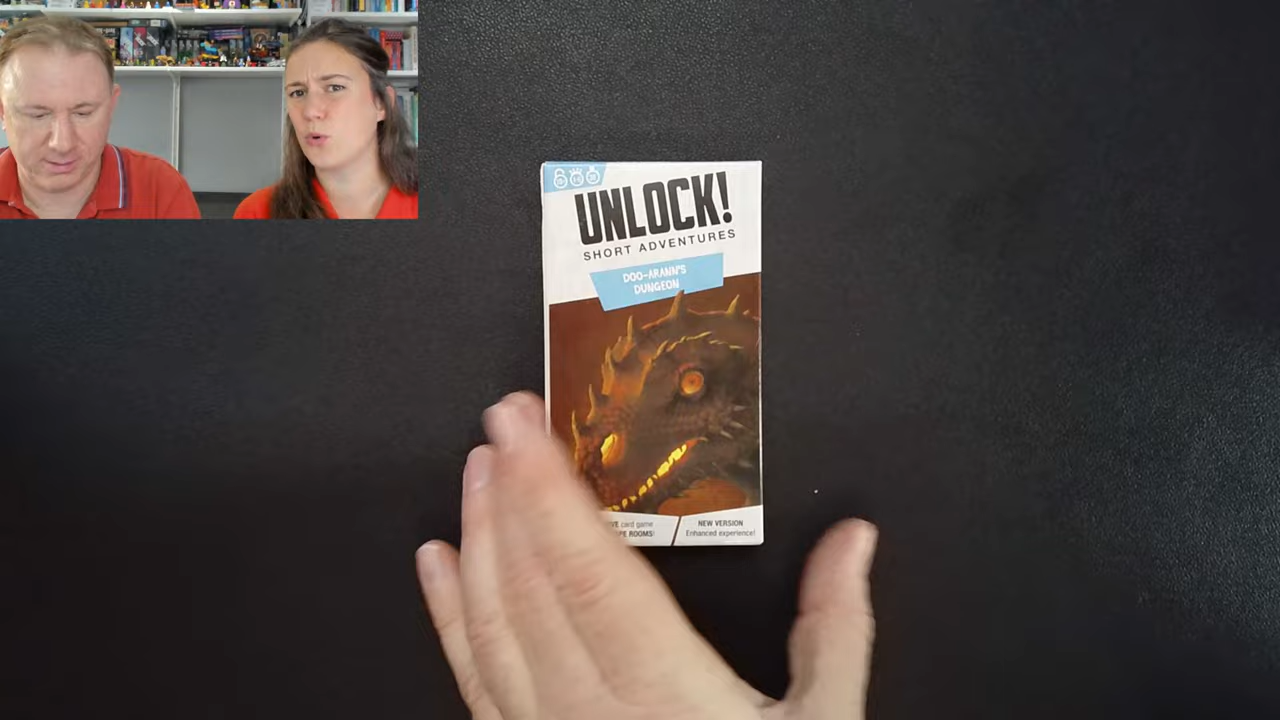 UNLOCK!
SHORT ADVENTURES
DOO-ARANN'S
DUNGEON
card game
ROOMS!
NEW VERSION
Enhanced experience!